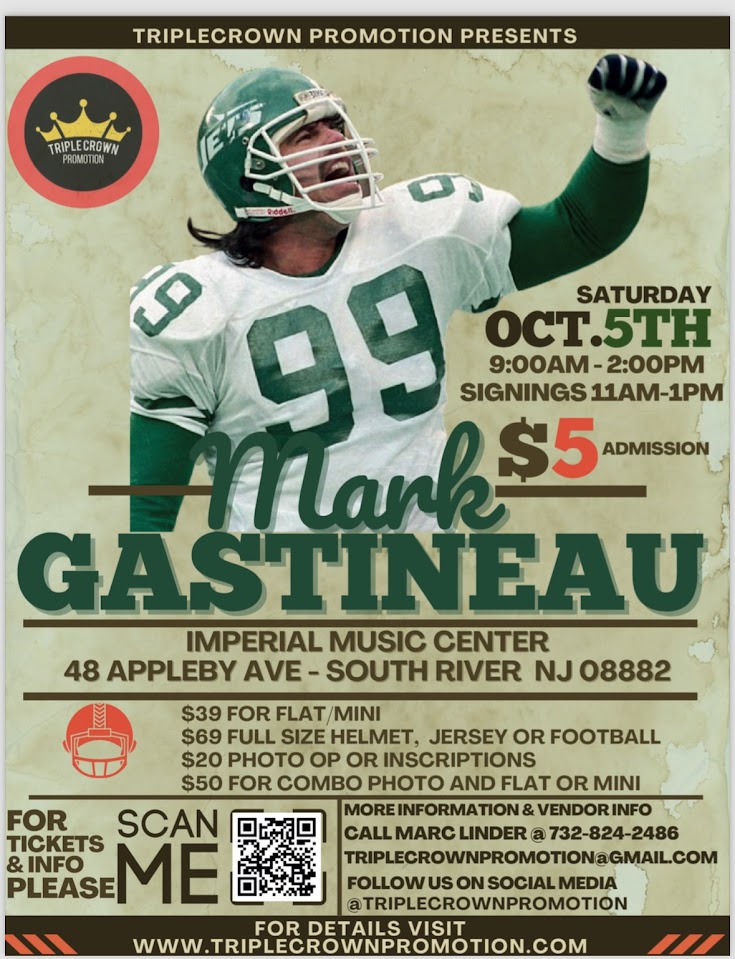 TRIPLECROWN PROMOTION PRESENTS
TRIPLE CROWN
PROMOTION
JETS
Riddell
99
99
99
SATURDAY
OCT.5TH
9:00AM - 2:00PM
SIGNINGS 11AM-1PM
$5 ADMISSION
Mark
GASTINEAU
IMPERIAL MUSIC CENTER
48 APPLEBY AVE - SOUTH RIVER NJ 08882
$39 FOR FLAT/MINI
$69 FULL SIZE HELMET, JERSEY OR FOOTBALL
$20 PHOTO OP OR INSCRIPTIONS
$50 FOR COMBO PHOTO AND FLAT OR MINI
FOR
TICKETS
& INFO
PLEASE
SCAN
ME
MORE INFORMATION & VENDOR INFO
CALL MARC LINDER @ 732-824-2486
TRIPLECROWNPROMOTION@GMAIL.COM
FOLLOW US ON SOCIAL MEDIA
@TRIPLECROWNPROMOTION
FOR DETAILS VISIT
WWW.TRIPLECROWNPROMOTION.COM